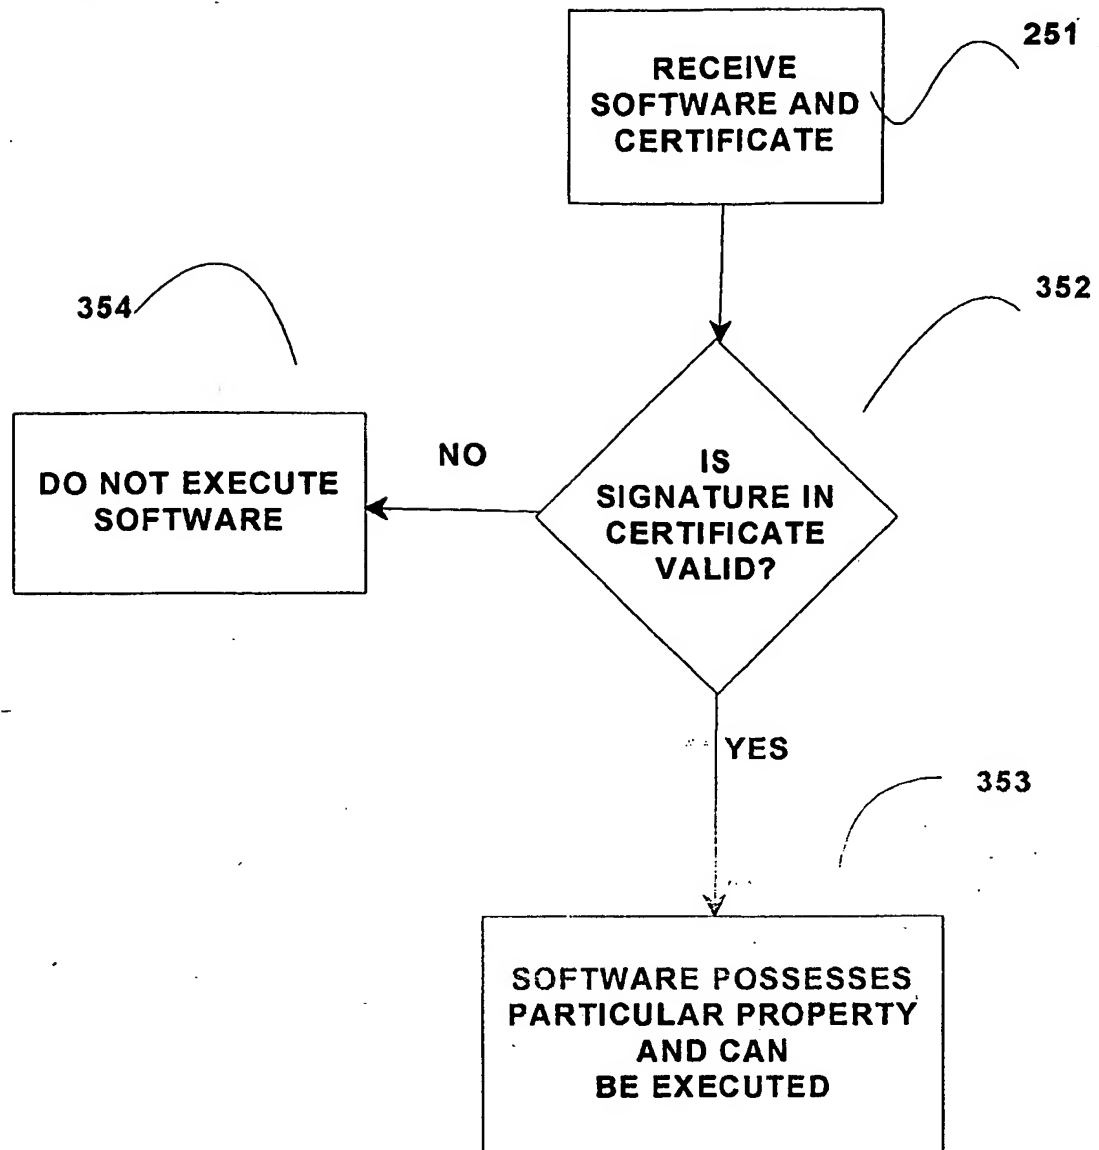 251
RECEIVE
SOFTWARE AND
CERTIFICATE
352
354
IS
SIGNATURE IN
CERTIFICATE
VALID?
NO
DO NOT EXECUTE
SOFTWARE
YES
353
SOFTWARE POSSESSES
PARTICULAR PROPERTY
AND CAN
BE EXECUTED